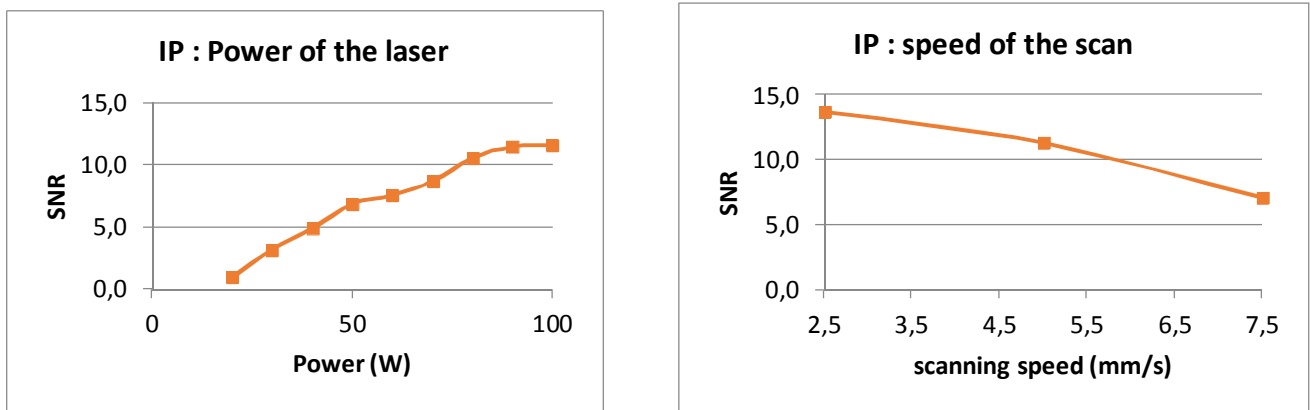 IP : Power of the laser
15,0
10,0
5,0
0,0
SNR
0 50 100
Power (W)
IP : speed of the scan
15,0
10,0
5,0
0,0
SNR
2,5 3,5 4,5 5,5 6,5 7,5
scanning speed (mm/s)